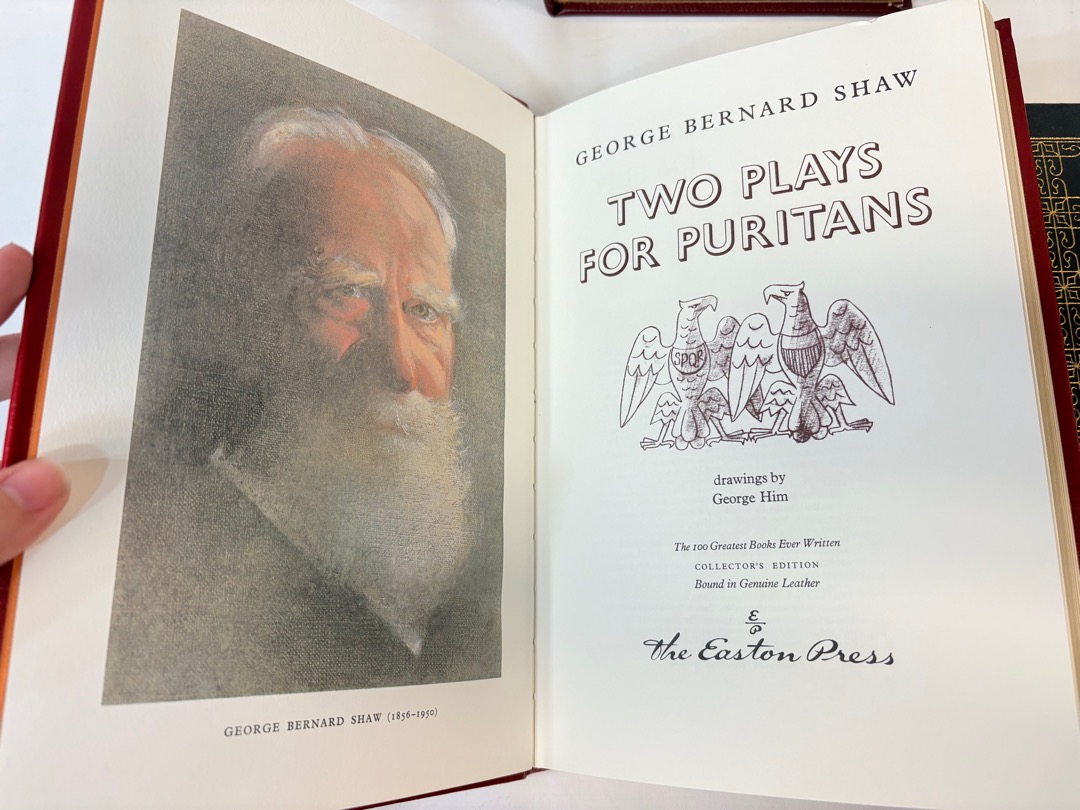 GEORGE BERNARD SHAW (1856–1950)
GEORGE BERNARD SHAW
TWO PLAYS
FOR PURITANS
SPQR
drawings by
George Him
The 100 Greatest Books Ever Written
COLLECTOR'S EDITION
Bound in Genuine Leather
EP
The Easton Press